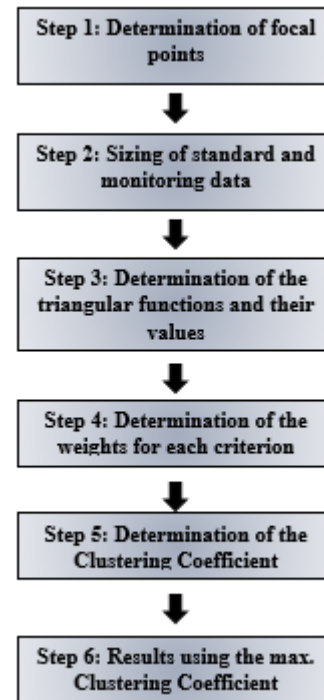 Step 1: Determination of focal
points
Step 2: Sizing of standard and
monitoring data
Step 3: Determination of the
triangular functions and their
values
Step 4: Determination of the
weights for each criterion
Step 5: Determination of the
Clustering Coefficient
Step 6: Results using the max.
Clustering Coefficient